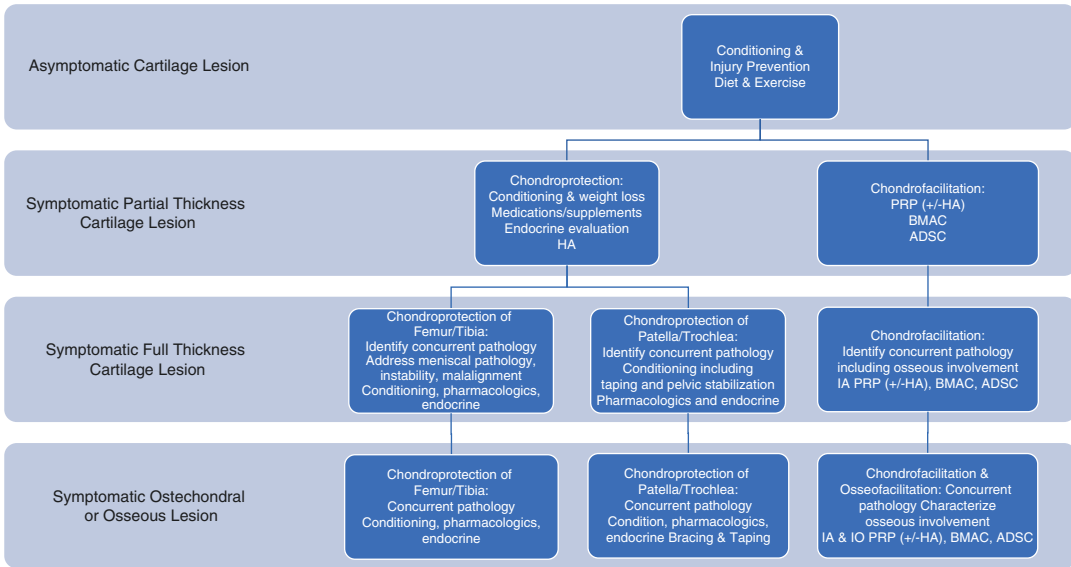 Asymptomatic Cartilage Lesion
Conditioning &
Injury Prevention
Diet & Exercise
Symptomatic Partial Thickness
Cartilage Lesion
Chondroprotection:
Conditioning & weight loss
Medications/supplements
Endocrine evaluation
HA
Chondrofacilitation:
PRP (+/-HA)
BMAC
ADSC
Symptomatic Full Thickness
Cartilage Lesion
Chondroprotection of
Femur/Tibia:
Identify concurrent pathology
Address meniscal pathology,
instability, malalignment
Conditioning, pharmacologics,
endocrine
Chondroprotection of
Patella/Trochlea:
Identify concurrent pathology
Conditioning including
taping and pelvic stabilization
Pharmacologics and endocrine
Chondrofacilitation:
Identify concurrent pathology
including osseous involvement
IA PRP (+/-HA), BMAC, ADSC
Symptomatic Ostechondral
or Osseous Lesion
Chondroprotection of
Femur/Tibia:
Concurrent pathology
Conditioning, pharmacologics,
endocrine
Chondroprotection of
Patella/Trochlea:
Concurrent pathology
Condition, pharmacologics,
endocrine Bracing & Taping
Chondrofacilitation &
Osseofacilitation: Concurrent
pathology Characterize
osseous involvement
IA & IO PRP (+/-HA), BMAC, ADSC